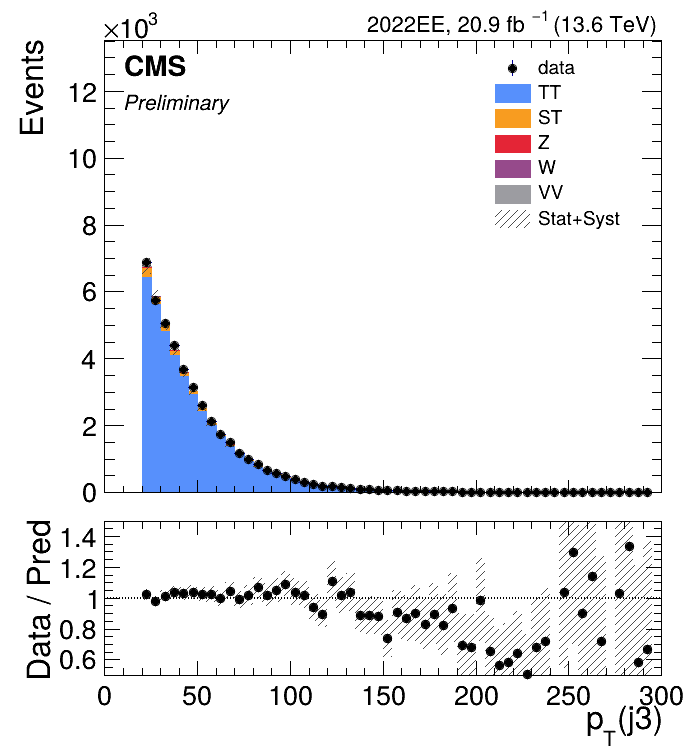 ×10³
2022EE, 20.9 fb⁻¹ (13.6 TeV)
CMS
Preliminary
data
TT
ST
Z
W
VV
Stat+Syst
Events
12
10
8
6
4
2
0
Data / Pred
1.4
1.2
1
0.8
0.6
0 50 100 150 200 250 300
p_T(j3)